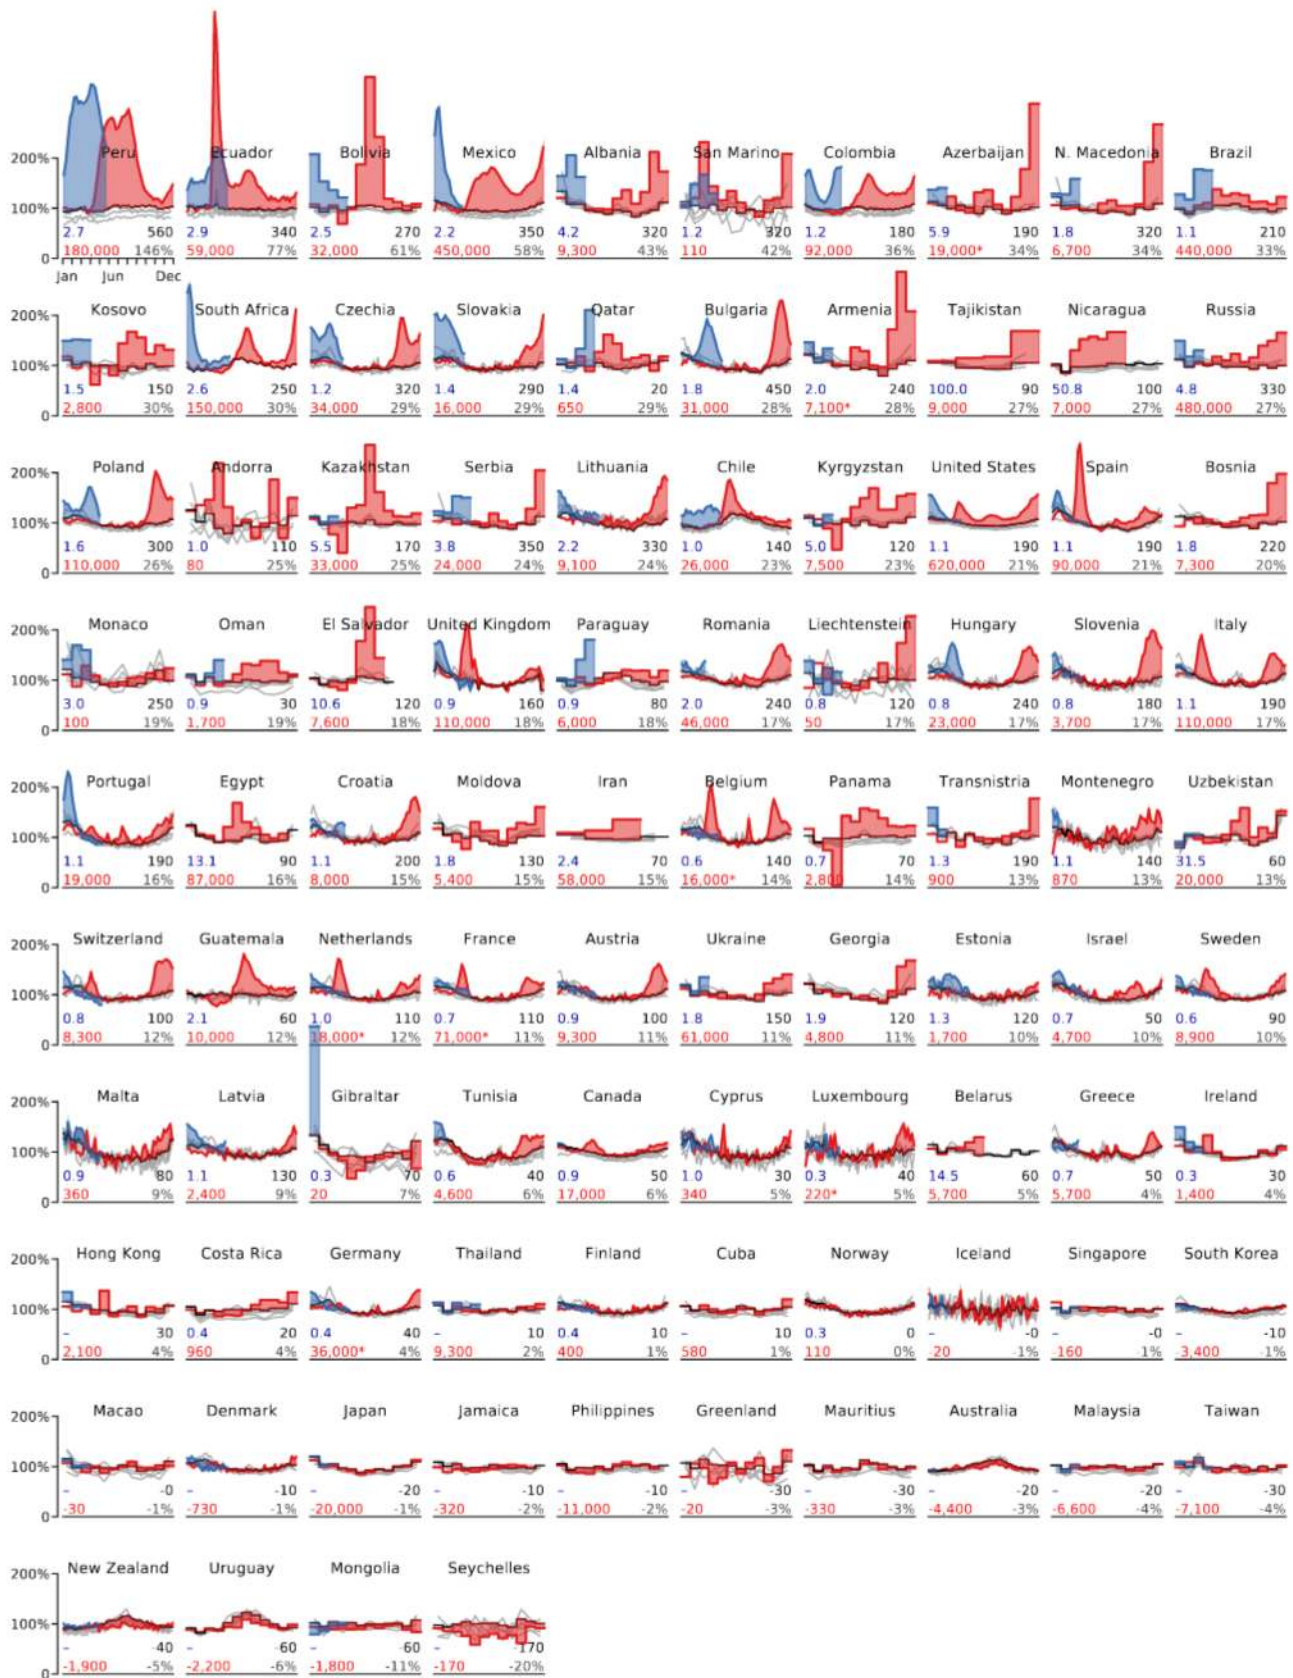 200%
Peru Ecuador Bolivia Mexico Albania San Marino Colombia Azerbaijan N. Macedonia Brazil
100%
2.7 560 2.9 340 2.5 270 2.2 350 4.2 320 1.2 320 1.2 180 5.9 190 1.8 320 1.1 210
180,000 146% 59,000 77% 32,000 61% 450,000 58% 9,300 43% 110 42% 92,000 36% 19,000* 34% 6,700 34% 440,000 33%
0
Jan Jun Dec
Kosovo South Africa Czechia Slovakia Qatar Bulgaria Armenia Tajikistan Nicaragua Russia
200%
100%
1.5 150 2.6 250 1.2 320 1.4 290 1.4 20 1.8 450 2.0 240 100.0 90 50.8 100 4.8 330
2,800 30% 150,000 30% 34,000 29% 16,000 29% 650 29% 31,000 28% 7,100* 28% 9,000 27% 7,000 27% 480,000 27%
0
Poland Andorra Kazakhstan Serbia Lithuania Chile Kyrgyzstan United States Spain Bosnia
200%
100%
1.6 300 1.0 110 5.5 170 3.8 350 2.2 330 1.0 140 5.0 120 1.1 190 1.1 190 1.8 220
110,000 26% 80 25% 33,000 25% 24,000 24% 9,100 24% 26,000 23% 7,500 23% 620,000 21% 90,000 21% 7,300 20%
0
Monaco Oman El Salvador United Kingdom Paraguay Romania Liechtenstein Hungary Slovenia Italy
200%
100%
3.0 250 0.9 30 10.6 120 0.9 160 0.9 80 2.0 240 0.8 120 0.8 240 0.8 180 1.1 190
100 19% 1,700 19% 7,600 18% 110,000 18% 6,000 18% 46,000 17% 50 17% 23,000 17% 3,700 17% 110,000 17%
0
Portugal Egypt Croatia Moldova Iran Belgium Panama Transnistria Montenegro Uzbekistan
200%
100%
1.1 190 13.1 90 1.1 200 1.8 130 2.4 70 0.6 140 0.7 70 1.3 190 1.1 140 31.5 60
19,000 16% 87,000 16% 8,000 15% 5,400 15% 58,000 15% 16,000* 14% 2,800 14% 900 13% 870 13% 20,000 13%
0
Switzerland Guatemala Netherlands France Austria Ukraine Georgia Estonia Israel Sweden
200%
100%
0.8 100 2.1 60 1.0 110 0.7 110 0.9 100 1.8 150 1.9 120 1.3 120 0.7 50 0.6 90
8,300 12% 10,000 12% 18,000* 12% 71,000* 11% 9,300 11% 61,000 11% 4,800 11% 1,700 10% 4,700 10% 8,900 10%
0
Malta Latvia Gibraltar Tunisia Canada Cyprus Luxembourg Belarus Greece Ireland
200%
100%
0.9 80 1.1 130 0.3 70 0.6 40 0.9 50 1.0 30 0.3 40 14.5 60 0.7 50 0.3 30
360 9% 2,400 9% 20 7% 4,600 6% 17,000 6% 340 5% 220* 5% 5,700 5% 5,700 4% 1,400 4%
0
Hong Kong Costa Rica Germany Thailand Finland Cuba Norway Iceland Singapore South Korea
200%
100%
– 30 0.4 20 0.4 40 – 10 0.4 10 – 10 0.3 0 – -0 – -0 – -10
2,100 4% 960 4% 36,000* 4% 9,300 2% 400 1% 580 1% 110 0% -20 -1% -160 -1% -3,400 -1%
0
Macao Denmark Japan Jamaica Philippines Greenland Mauritius Australia Malaysia Taiwan
200%
100%
– -0 – -10 – -20 – -10 – -10 – -30 – -30 – -20 – -20 – -30
-30 -1% -730 -1% -20,000 -1% -320 -2% -11,000 -2% -20 -3% -330 -3% -4,400 -3% -6,600 -4% -7,100 -4%
0
New Zealand Uruguay Mongolia Seychelles
200%
100%
– -40 – -60 – -60 – -170
-1,900 -5% -2,200 -6% -1,800 -11% -170 -20%
0